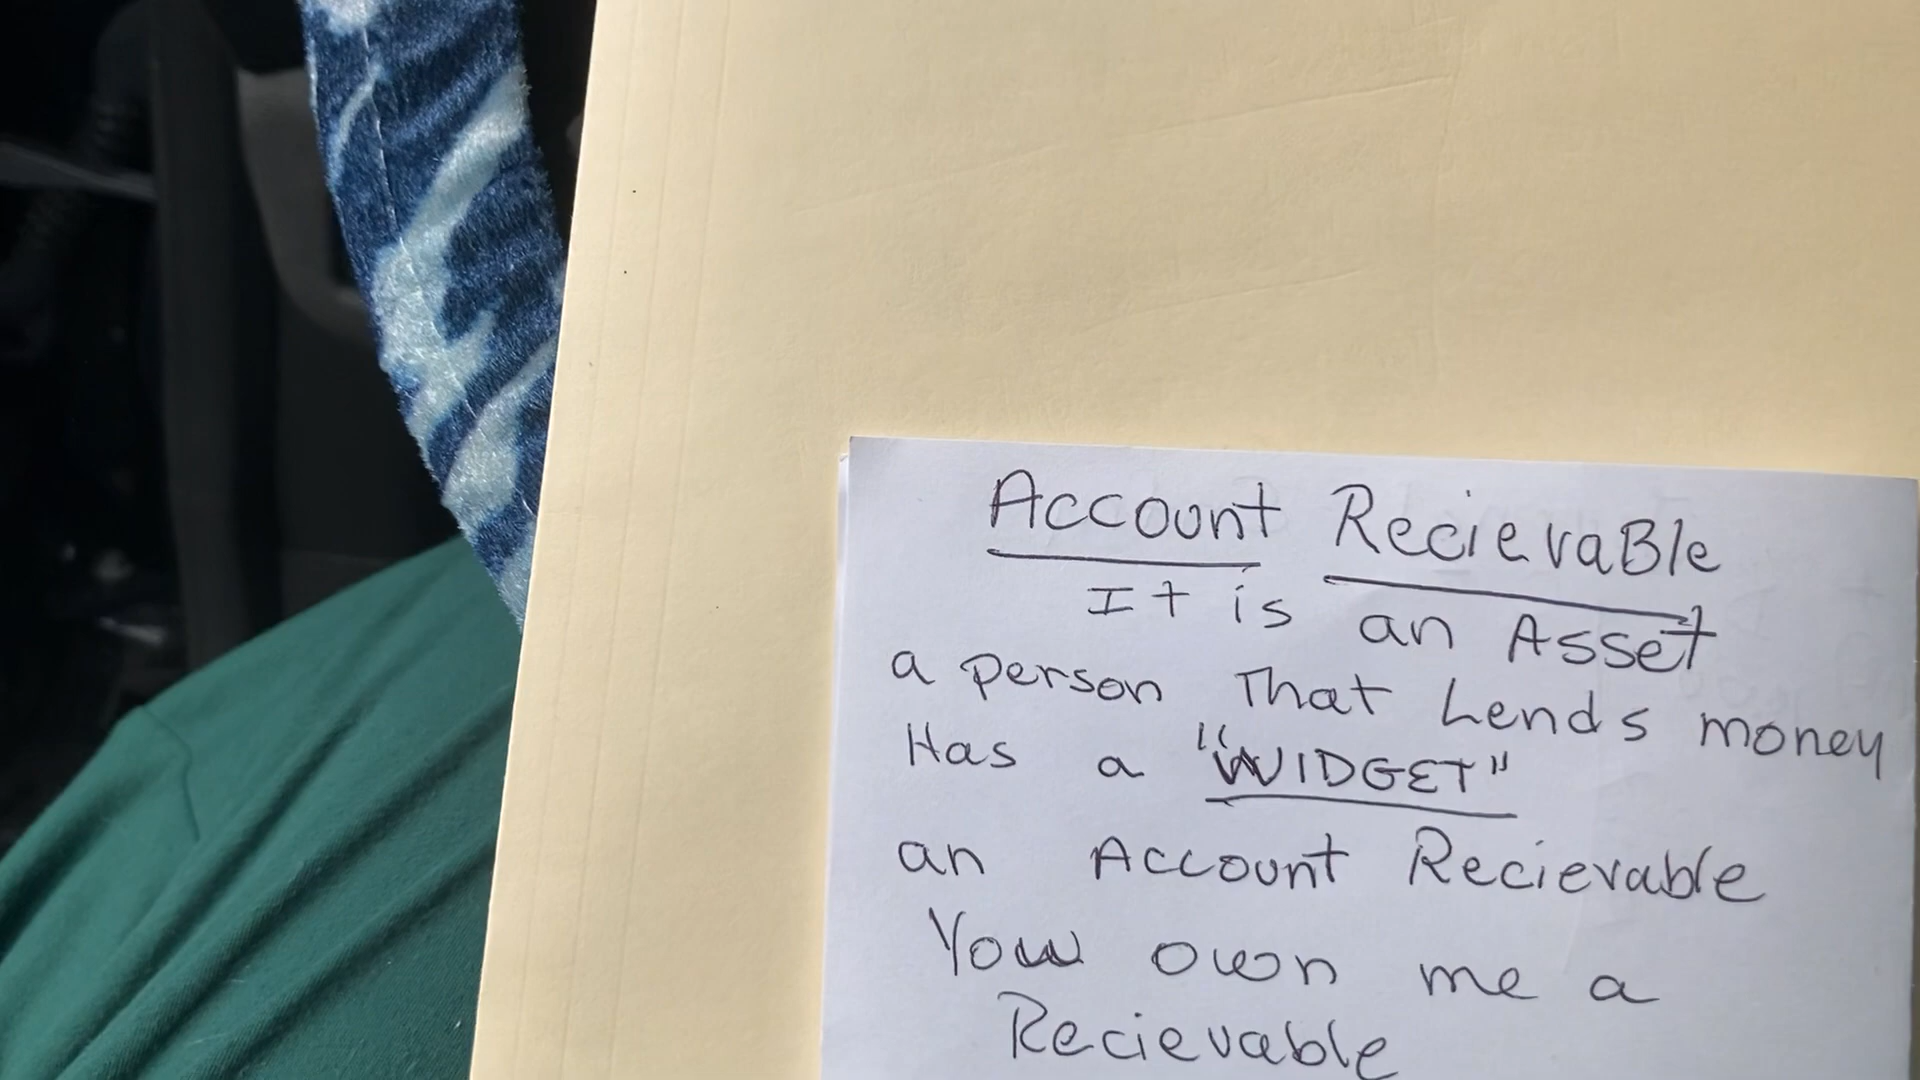 Account RecievaBle
It is an Asset
a person That Lends money
Has a "WIDGET"
an Account Recievable
You own me a
Recievable